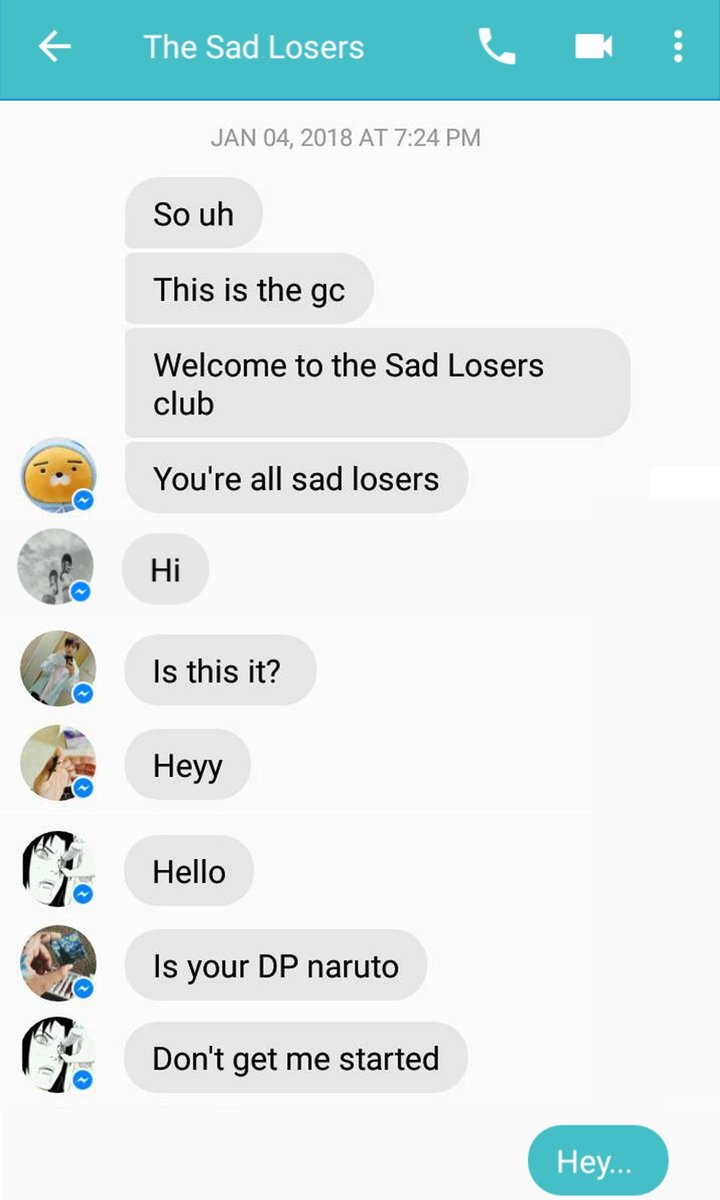 The Sad Losers
JAN 04, 2018 AT 7:24 PM
So uh
This is the gc
Welcome to the Sad Losers
club
You're all sad losers
Hi
Is this it?
Heyy
Hello
Is your DP naruto
Don't get me started
Hey...